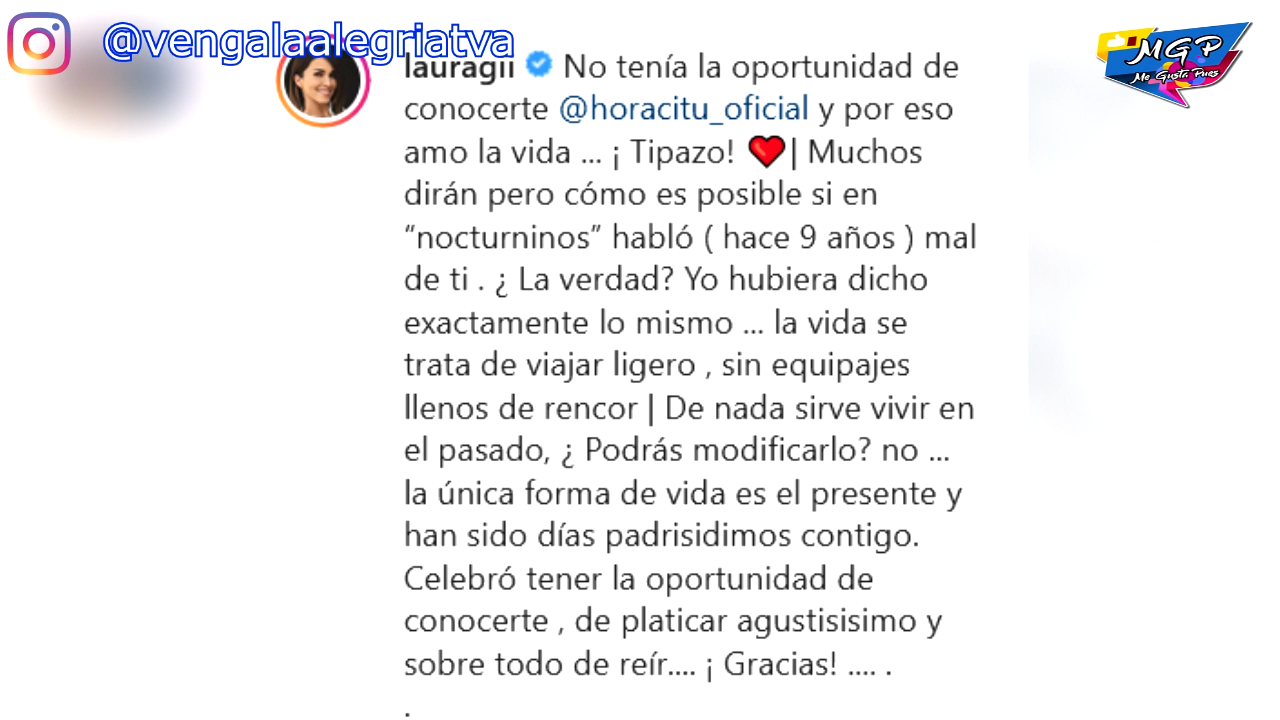 @vengalaalegriatva
MGP
Me Gusta Pues
lauragii No tenía la oportunidad de
conocerte @horacitu_oficial y por eso
amo la vida ... ¡ Tipazo! ❤️| Muchos
dirán pero cómo es posible si en
“nocturninos” habló ( hace 9 años ) mal
de ti . ¿ La verdad? Yo hubiera dicho
exactamente lo mismo ... la vida se
trata de viajar ligero , sin equipajes
llenos de rencor | De nada sirve vivir en
el pasado, ¿ Podrás modificarlo? no ...
la única forma de vida es el presente y
han sido días padrisidimos contigo.
Celebró tener la oportunidad de
conocerte , de platicar agustisisimo y
sobre todo de reír.... ¡ Gracias! .... .
.